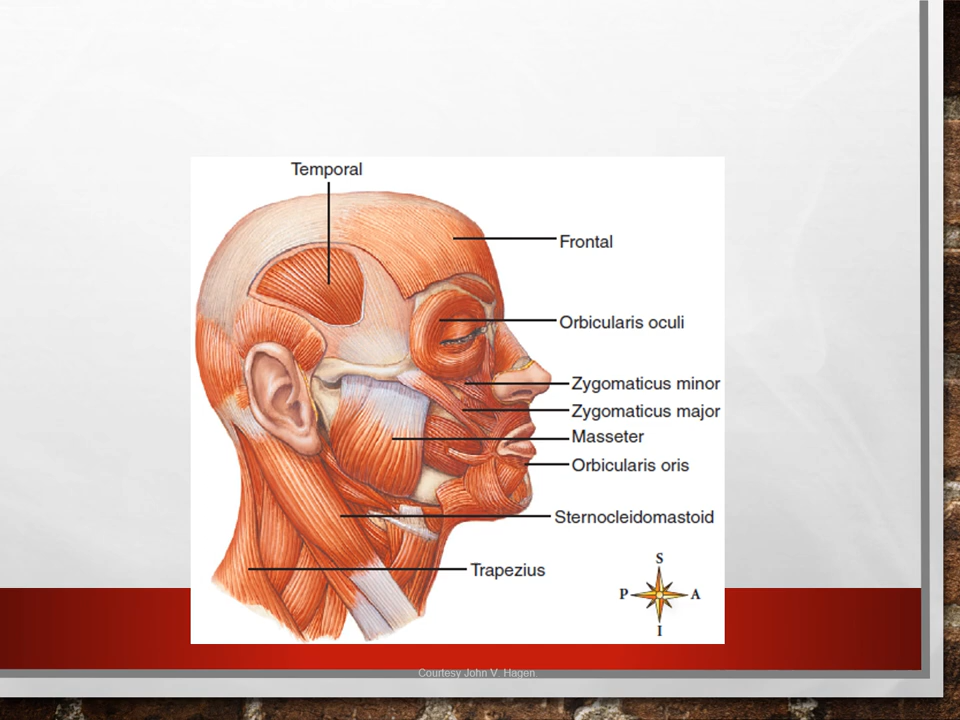 Temporal
Frontal
Orbicularis oculi
Zygomaticus minor
Zygomaticus major
Masseter
Orbicularis oris
Sternocleidomastoid
Trapezius
S
P A
I
Courtesy John V. Hagen.